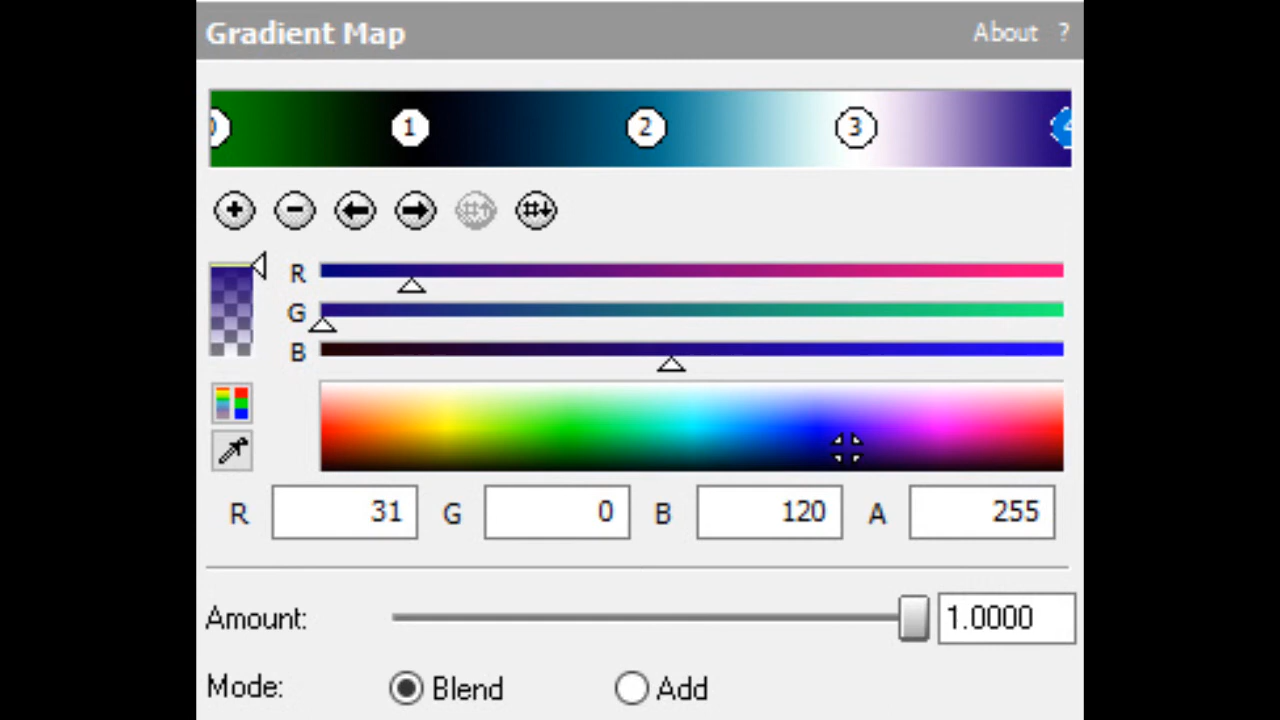 Gradient Map About ?
1 2 3
R
G
B
R 31 G 0 B 120 A 255
Amount: 1.0000
Mode: Blend Add